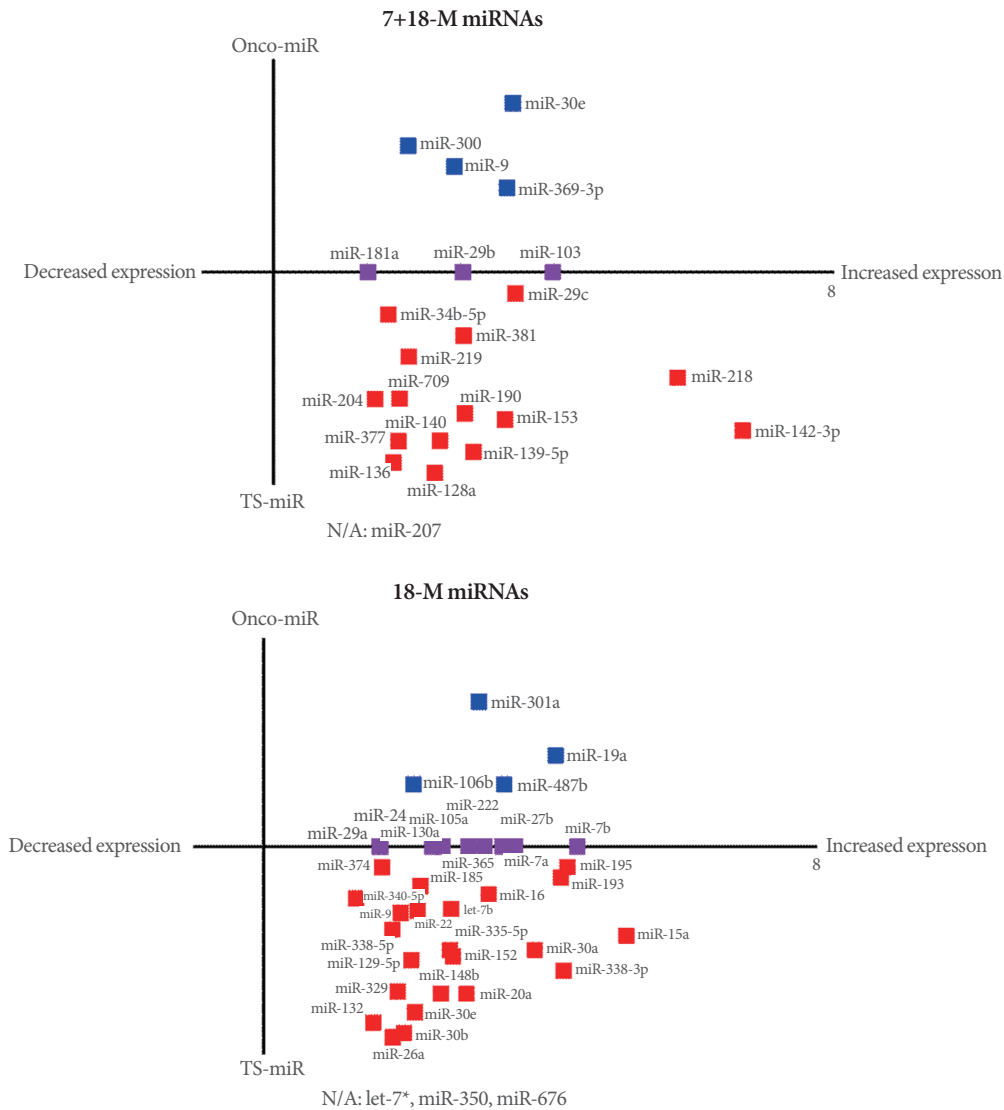 7+18-M miRNAs
Onco-miR
miR-30e
miR-300
miR-9
miR-369-3p
miR-181a miR-29b miR-103
Decreased expression Increased expresson
8
miR-29c
miR-34b-5p
miR-381
miR-219
miR-218
miR-709
miR-204
miR-190
miR-153
miR-140
miR-377
miR-142-3p
miR-139-5p
miR-136
miR-128a
TS-miR
N/A: miR-207
18-M miRNAs
Onco-miR
miR-301a
miR-19a
miR-106b miR-487b
miR-222
miR-24 miR-105a miR-27b
miR-29a miR-130a miR-7b
Decreased expression Increased expresson
8
miR-374 miR-365 miR-7a miR-195
miR-185 miR-193
miR-340-5p miR-16
miR-9 let-7b
miR-22 miR-335-5p
miR-15a
miR-338-5p miR-152 miR-30a
miR-129-5p miR-338-3p
miR-148b
miR-329 miR-20a
miR-132 miR-30e
miR-30b
miR-26a
TS-miR
N/A: let-7*, miR-350, miR-676